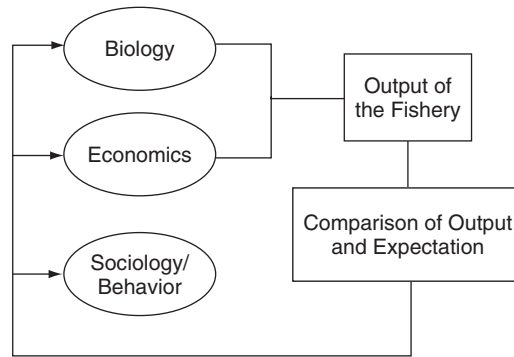 Biology
Output of
the Fishery
Economics
Comparison of Output
and Expectation
Sociology/
Behavior